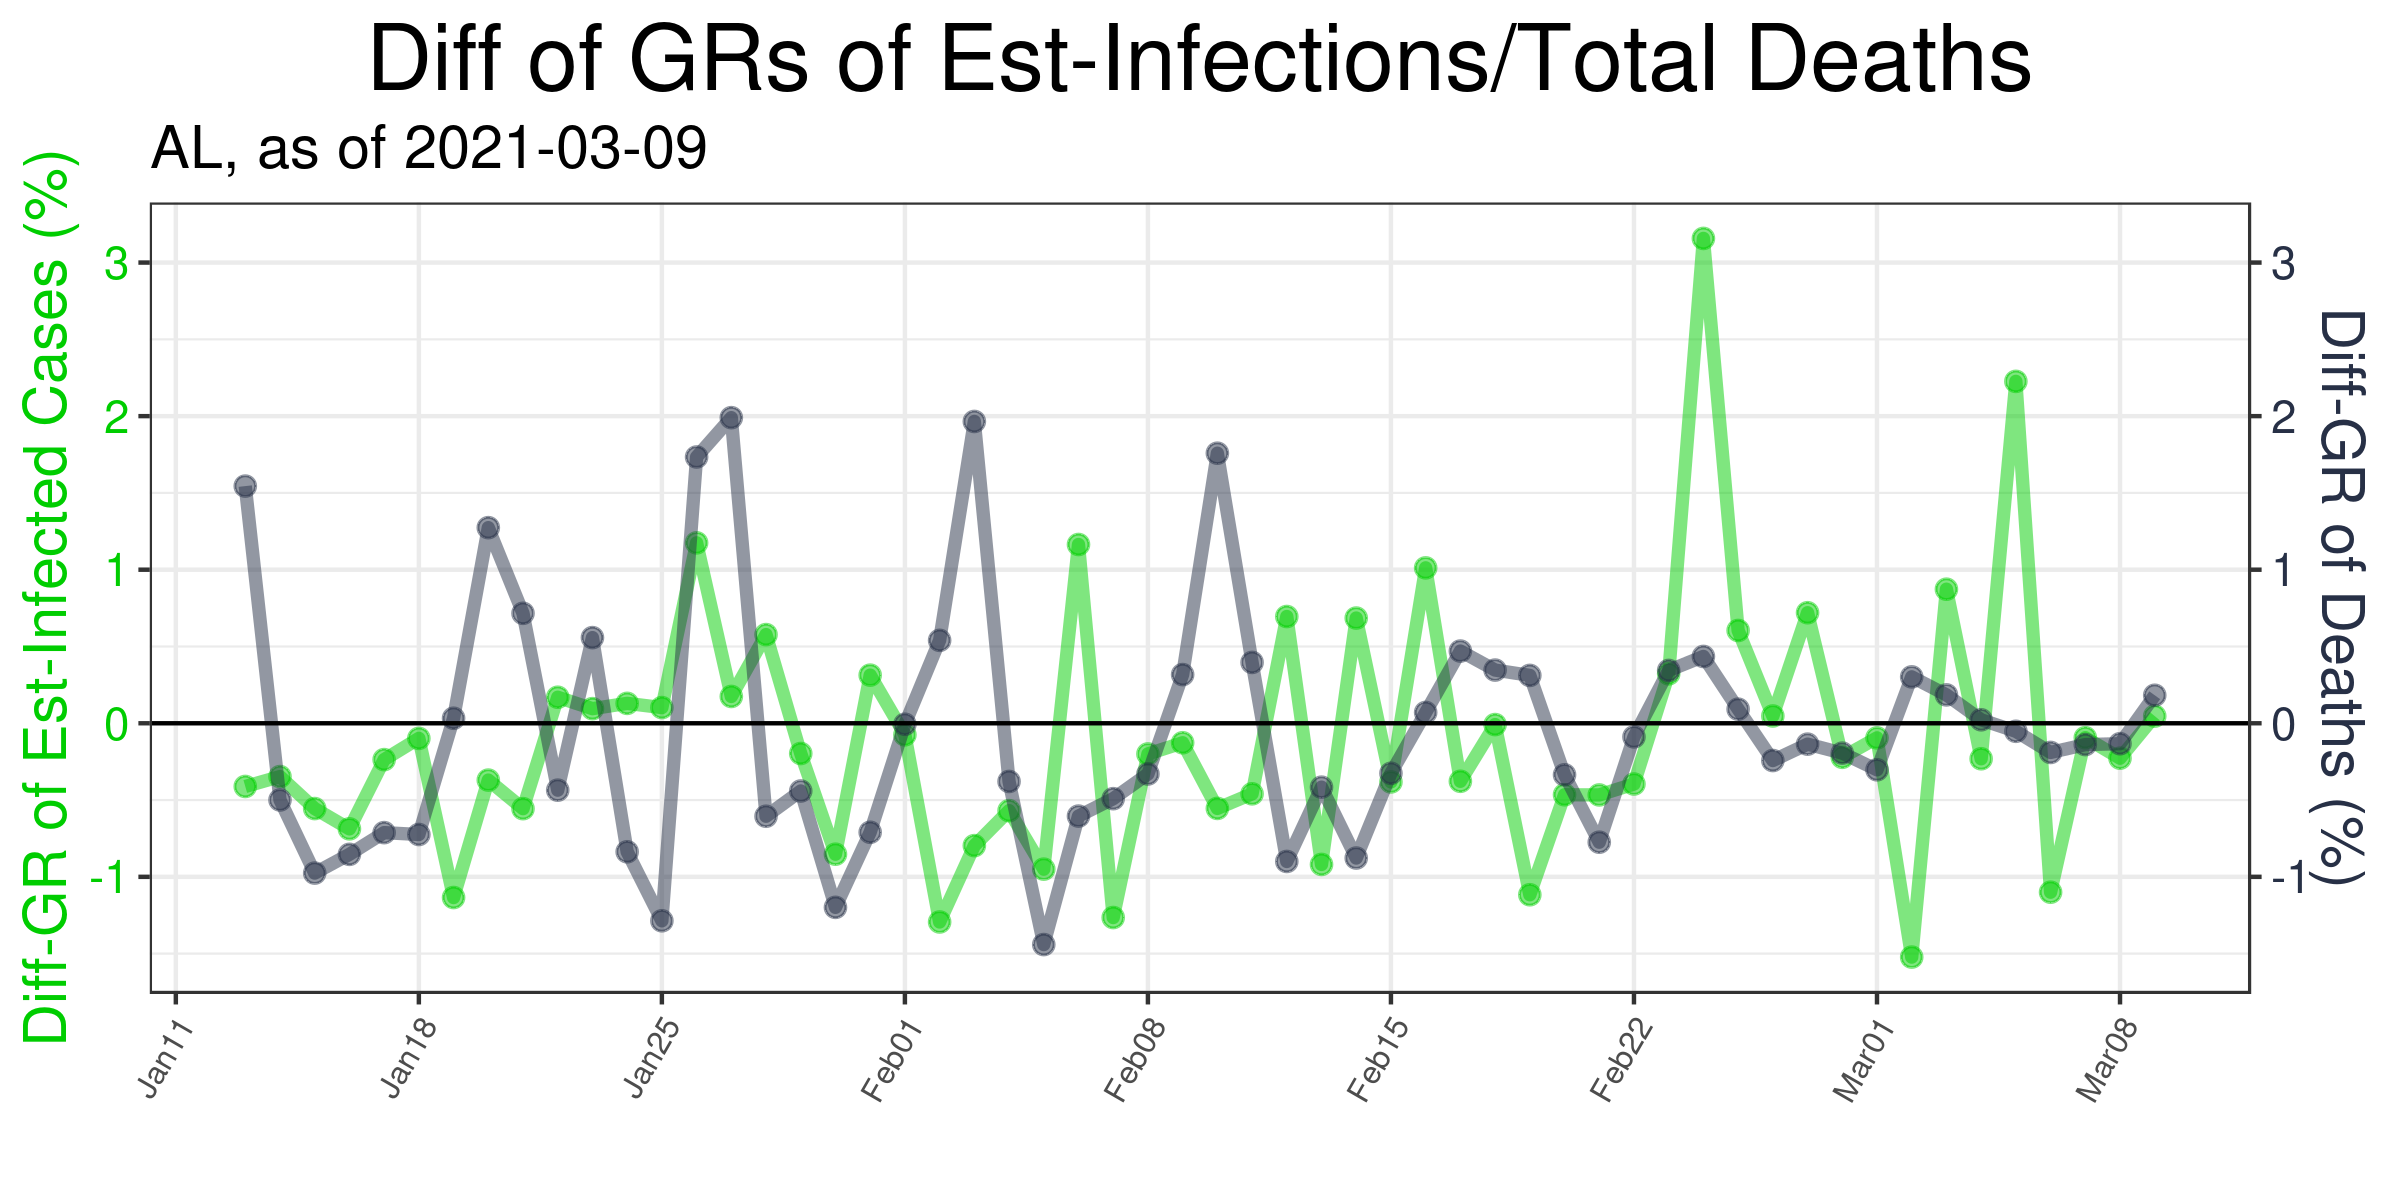 Diff of GRs of Est-Infections/Total Deaths
AL, as of 2021-03-09
Diff-GR of Est-Infected Cases (%)
3
2
1
0
-1
3
2
1
0
-1
Diff-GR of Deaths (%)
Jan11
Jan18
Jan25
Feb01
Feb08
Feb15
Feb22
Mar01
Mar08